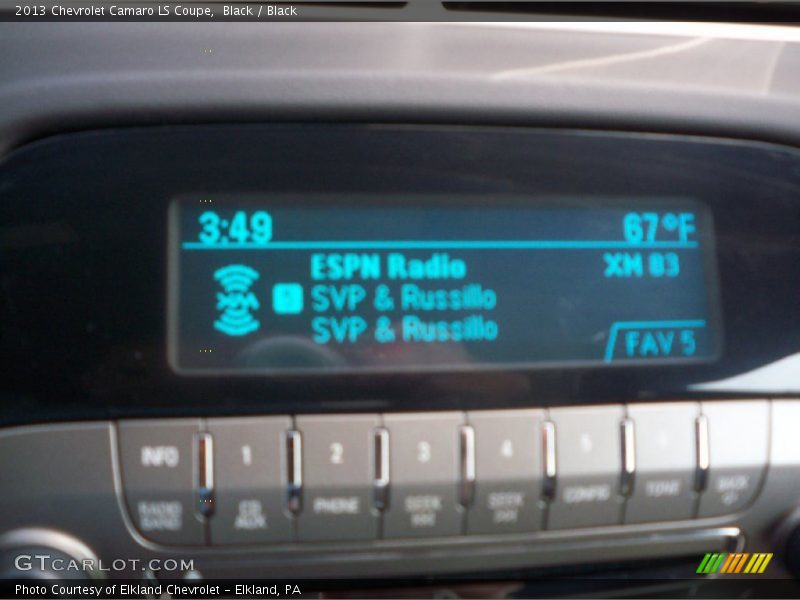 2013 Chevrolet Camaro LS Coupe, Black / Black
3:49 67°F
ESPN Radio XM 83
XM SVP & Russillo
SVP & Russillo
FAV 5
INFO 1 2 3 4 5
RADIO BAND CD AUX PHONE SEEK SEEK CONFIG TONE BACK
GTCARLOT.COM
Photo Courtesy of Elkland Chevrolet - Elkland, PA